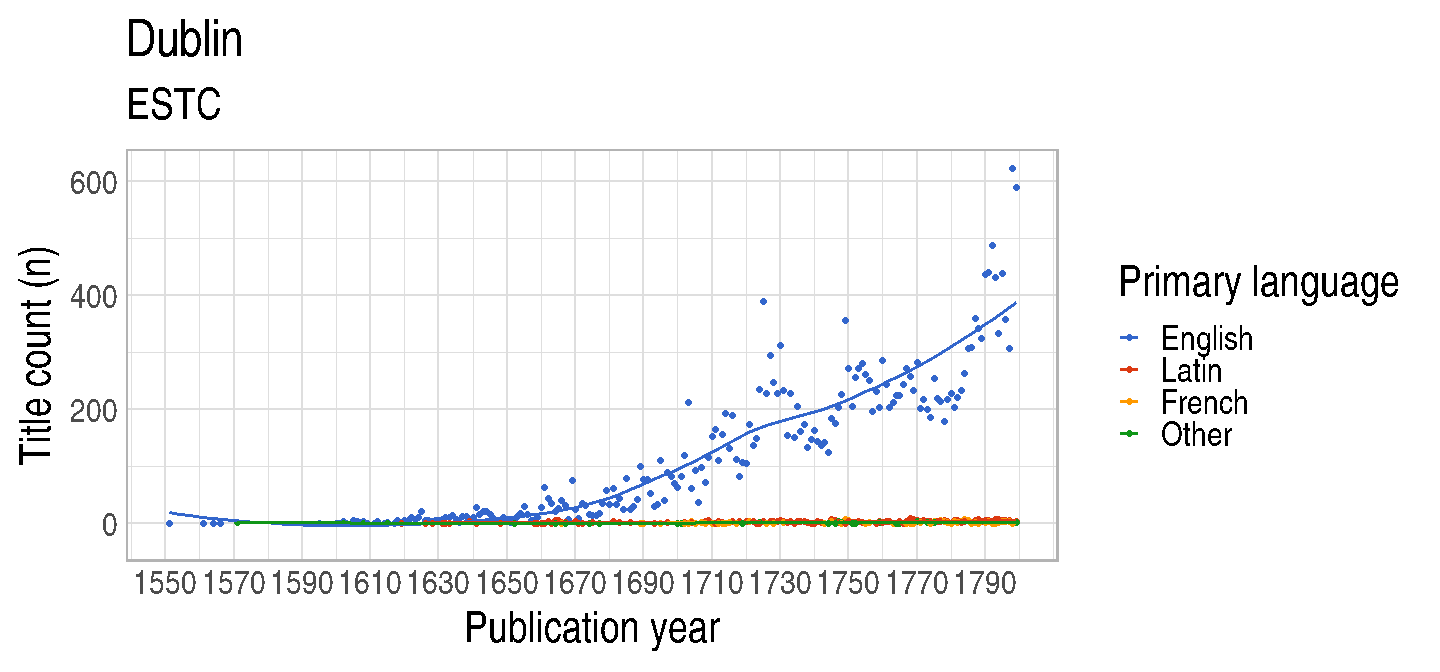 Dublin
ESTC
Title count (n)
600
400
200
0
1550 1570 1590 1610 1630 1650 1670 1690 1710 1730 1750 1770 1790
Publication year
Primary language
English
Latin
French
Other